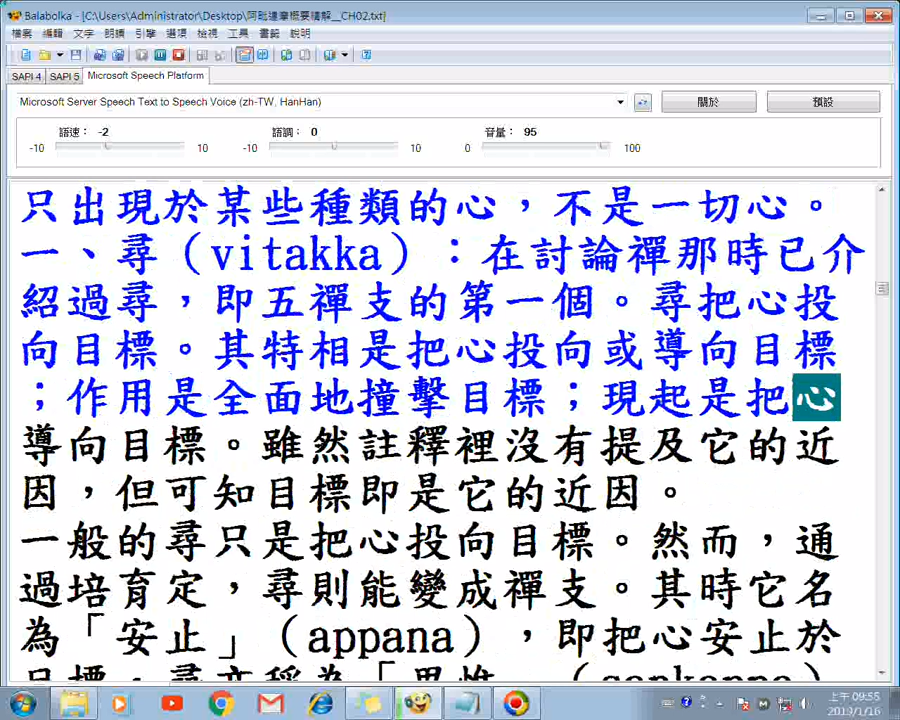 Balabolka - [C:\Users\Administrator\Desktop\阿毗達摩概要精解__CH02.txt]
檔案 編輯 文字 朗讀 引擎 選項 檢視 工具 書籤 說明
SAPI 4 SAPI 5 Microsoft Speech Platform
Microsoft Server Speech Text to Speech Voice (zh-TW, HanHan) 關於 預設
語速： -2 語調： 0 音量： 95
-10 10 -10 10 0 100
只出現於某些種類的心，不是一切心。
一、尋（vitakka）：在討論禪那時已介
紹過尋，即五禪支的第一個。尋把心投
向目標。其特相是把心投向或導向目標
；作用是全面地撞擊目標；現起是把心
導向目標。雖然註釋裡沒有提及它的近
因，但可知目標即是它的近因。
一般的尋只是把心投向目標。然而，通
過培育定，尋則能變成禪支。其時它名
為「安止」（appana），即把心安止於
上午 09:55
2019/1/16